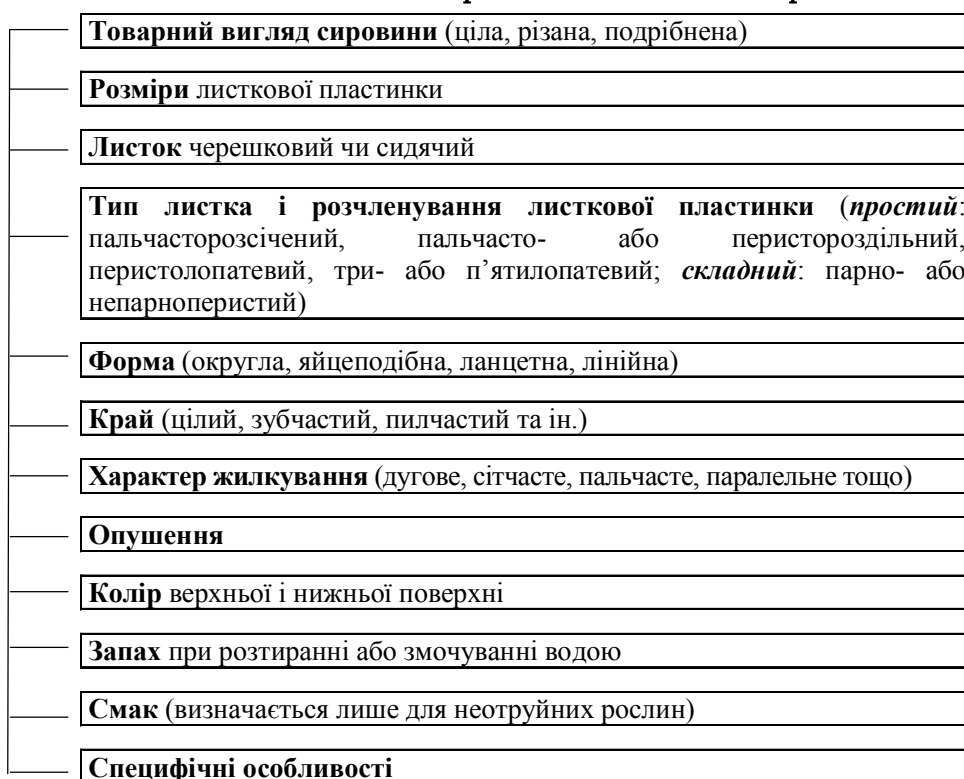 Товарний вигляд сировини (ціла, різана, подрібнена)
Розміри листкової пластинки
Листок черешковий чи сидячий
Тип листка і розчленування листкової пластинки (простий:
пальчасторозсічений, пальчасто- або перистороздільний,
перистолопатевий, три- або п’ятилопатевий; складний: парно- або
непарноперистий)
Форма (округла, яйцеподібна, ланцетна, лінійна)
Край (цілий, зубчастий, пилчастий та ін.)
Характер жилкування (дугове, сітчасте, пальчасте, паралельне тощо)
Опушення
Колір верхньої і нижньої поверхні
Запах при розтиранні або змочуванні водою
Смак (визначається лише для неотруйних рослин)
Специфічні особливості